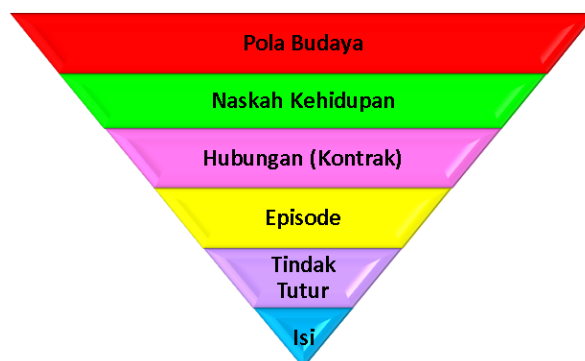 Pola Budaya
Naskah Kehidupan
Hubungan (Kontrak)
Episode
Tindak
Tutur
Isi